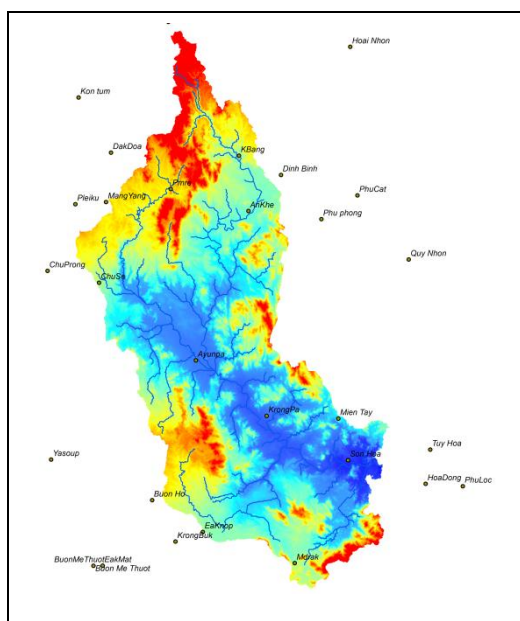 Hoai Nhon
Kon tum
DakDoa
KBang
Dinh Binh
Pmre
PhuCat
Pleiku
MangYang
AnKhe
Phu phong
Quy Nhon
ChuProng
ChuSe
Ayunpa
KrongPa
Mien Tay
Tuy Hoa
Yasoup
Son Hoa
HoaDong
PhuLoc
Buon Ho
EaKnop
KrongBuk
Mdrak
BuonMeThuotEakMat
Buon Me Thuot